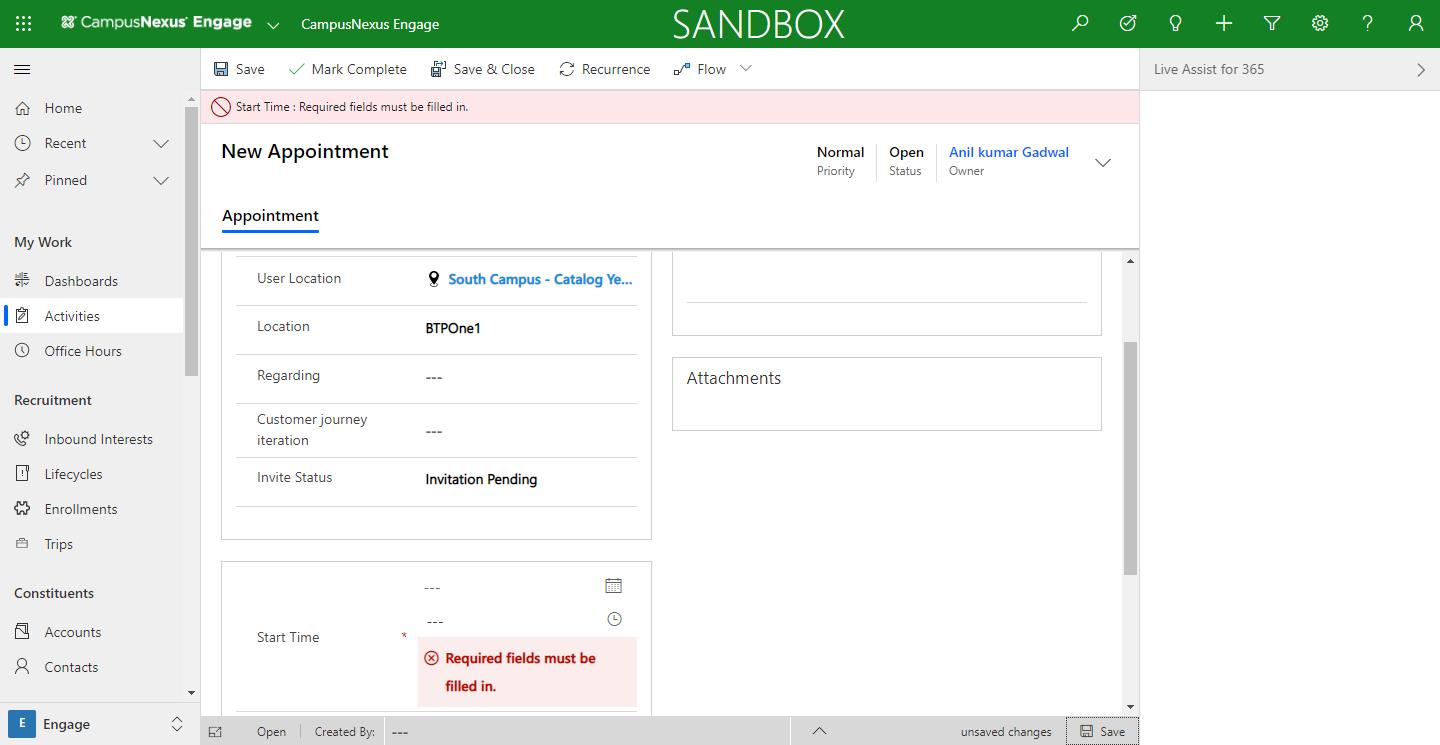 CampusNexus® Engage
CampusNexus Engage
SANDBOX
Save
Mark Complete
Save & Close
Recurrence
Flow
Live Assist for 365
Start Time : Required fields must be filled in.
Home
Recent
Pinned
My Work
Dashboards
Activities
Office Hours
Recruitment
Inbound Interests
Lifecycles
Enrollments
Trips
Constituents
Accounts
Contacts
E
Engage
New Appointment
Normal
Priority
Open
Status
Anil kumar Gadwal
Owner
Appointment
User Location
South Campus - Catalog Ye...
Location
BTPOne1
Regarding
---
Customer journey
iteration
---
Invite Status
Invitation Pending
Attachments
---
---
Start Time
*
Required fields must be
filled in.
Open
Created By:
---
unsaved changes
Save